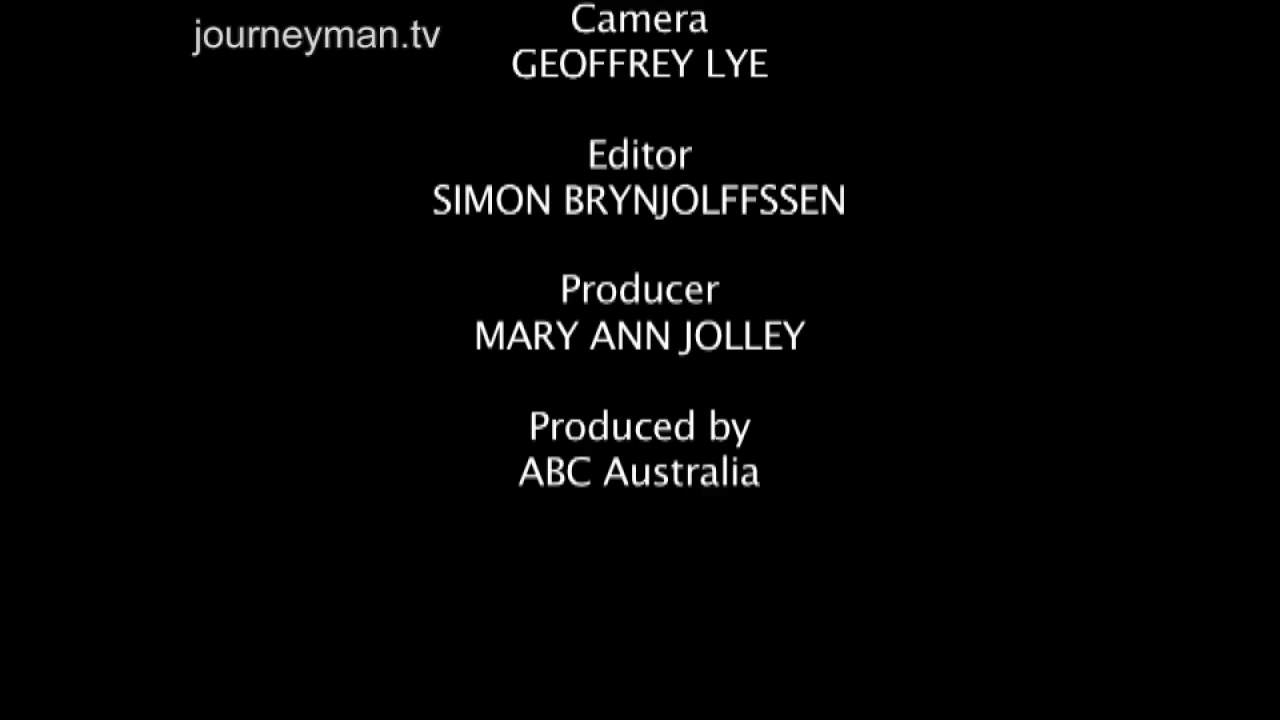 journeyman.tv
Camera
GEOFFREY LYE
Editor
SIMON BRYNJOLFFSSEN
Producer
MARY ANN JOLLEY
Produced by
ABC Australia